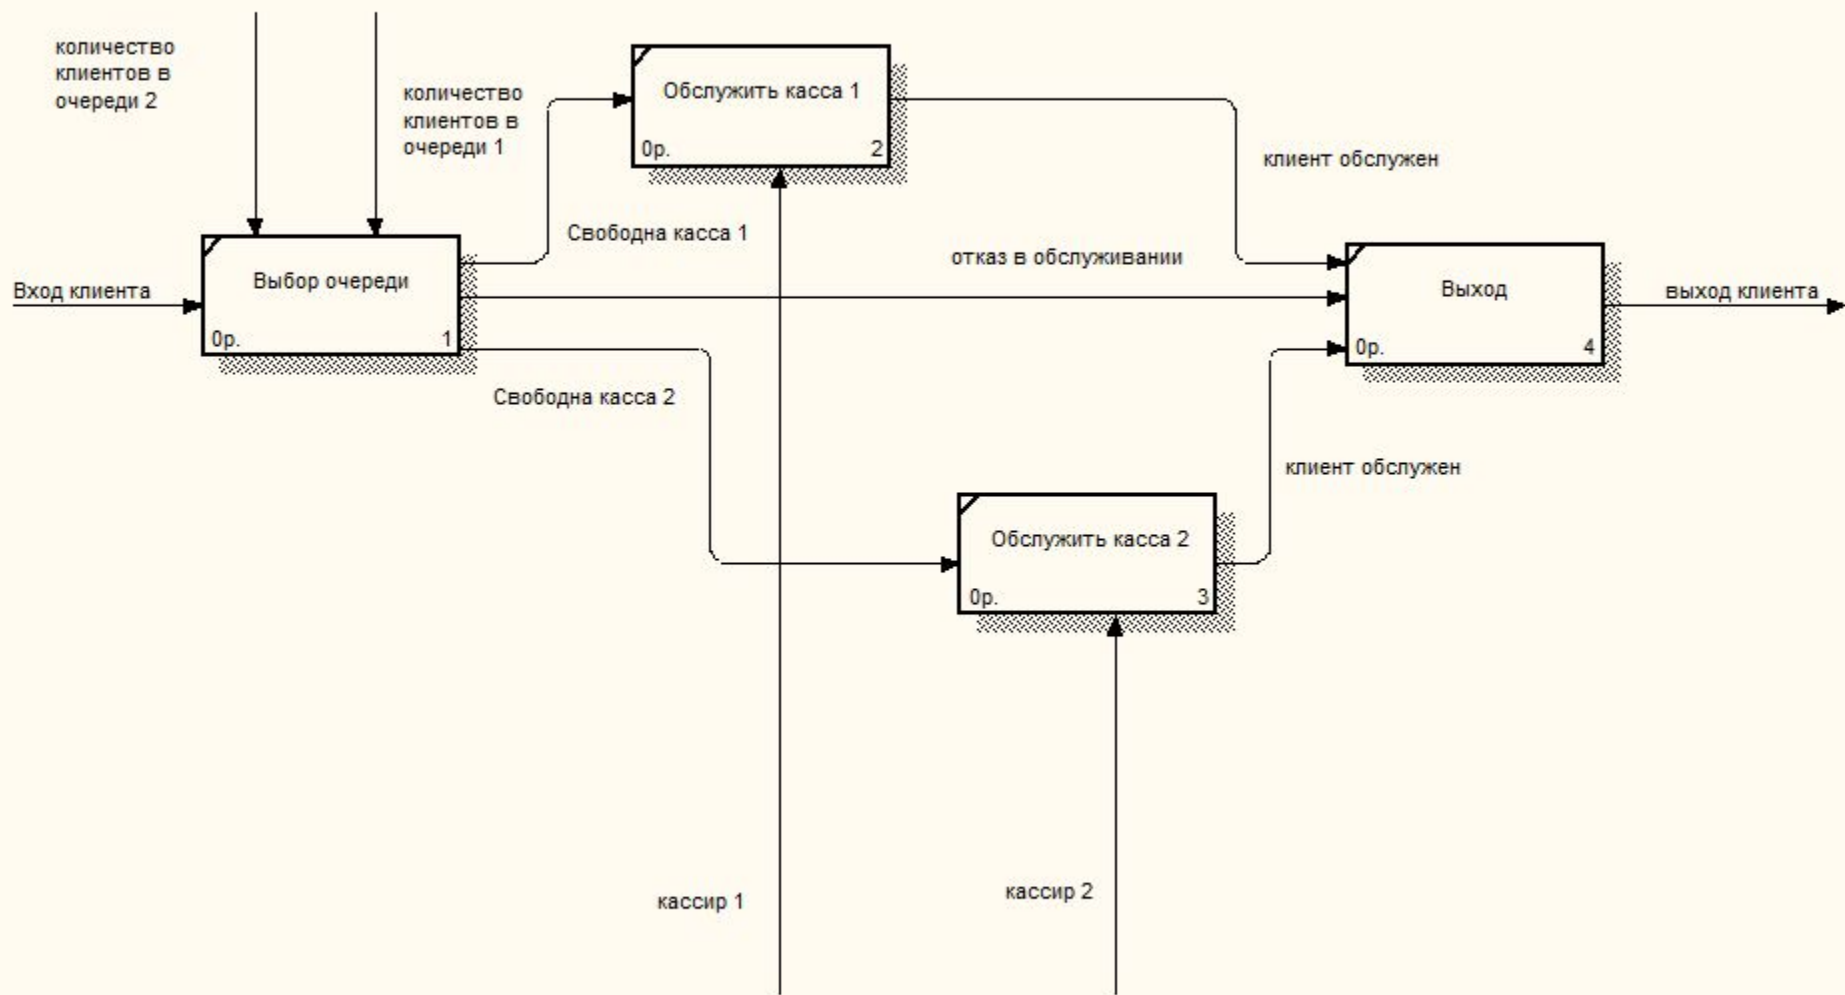 количество
клиентов в
очереди 2
количество
клиентов в
очереди 1
Обслужить касса 1
0р. 2
клиент обслужен
Свободна касса 1
отказ в обслуживании
Вход клиента
Выбор очереди
0р. 1
Выход
0р. 4
выход клиента
Свободна касса 2
клиент обслужен
Обслужить касса 2
0р. 3
кассир 1
кассир 2